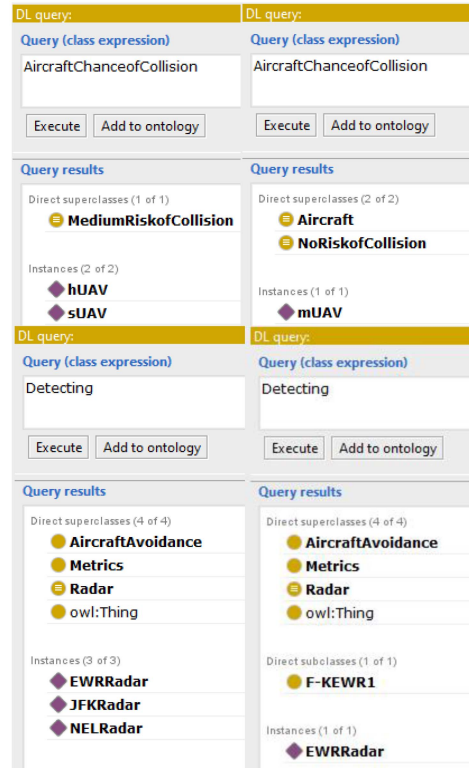 DL query:
Query (class expression)
AircraftChanceofCollision
Execute Add to ontology
Query results
Direct superclasses (1 of 1)
MediumRiskofCollision
Instances (2 of 2)
hUAV
sUAV
DL query:
Query (class expression)
AircraftChanceofCollision
Execute Add to ontology
Query results
Direct superclasses (2 of 2)
Aircraft
NoRiskofCollision
Instances (1 of 1)
mUAV
DL query:
Query (class expression)
Detecting
Execute Add to ontology
Query results
Direct superclasses (4 of 4)
AircraftAvoidance
Metrics
Radar
owl:Thing
Instances (3 of 3)
EWRRadar
JFKRadar
NELRadar
DL query:
Query (class expression)
Detecting
Execute Add to ontology
Query results
Direct superclasses (4 of 4)
AircraftAvoidance
Metrics
Radar
owl:Thing
Direct subclasses (1 of 1)
F-KEWR1
Instances (1 of 1)
EWRRadar